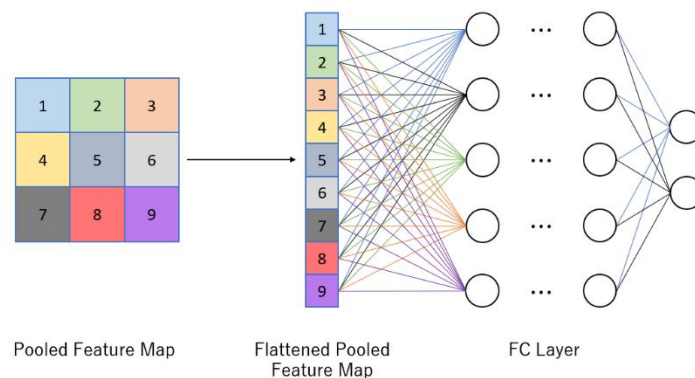 1 2 3
4 5 6
7 8 9
1
2
3
4
5
6
7
8
9
...
...
...
...
...
Pooled Feature Map
Flattened Pooled
Feature Map
FC Layer